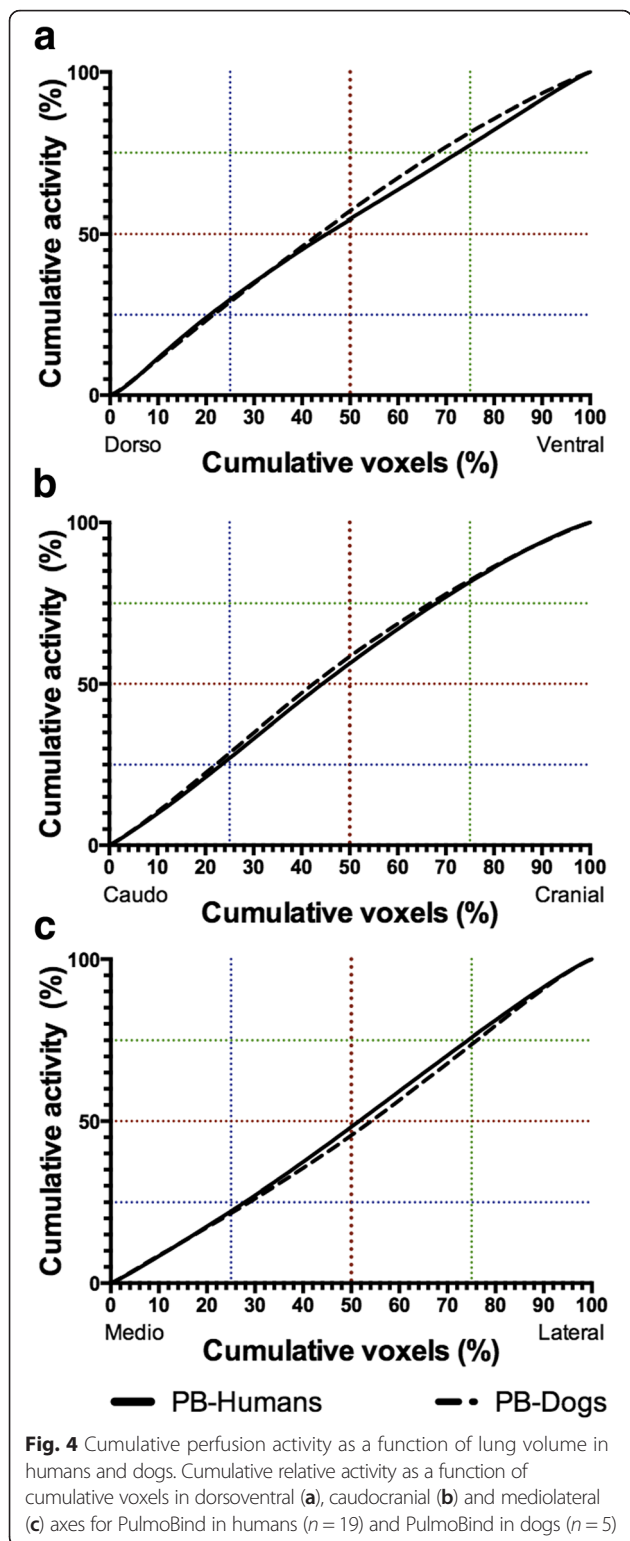 a
Cumulative activity (%)
100
50
0
0 10 20 30 40 50 60 70 80 90 100
Dorso Ventral
Cumulative voxels (%)
b
Cumulative activity (%)
100
50
0
0 10 20 30 40 50 60 70 80 90 100
Caudo Cranial
Cumulative voxels (%)
c
Cumulative activity (%)
100
50
0
0 10 20 30 40 50 60 70 80 90 100
Medio Lateral
Cumulative voxels (%)
PB-Humans PB-Dogs
Fig. 4 Cumulative perfusion activity as a function of lung volume in
humans and dogs. Cumulative relative activity as a function of
cumulative voxels in dorsoventral (a), caudocranial (b) and mediolateral
(c) axes for PulmoBind in humans (n = 19) and PulmoBind in dogs (n = 5)